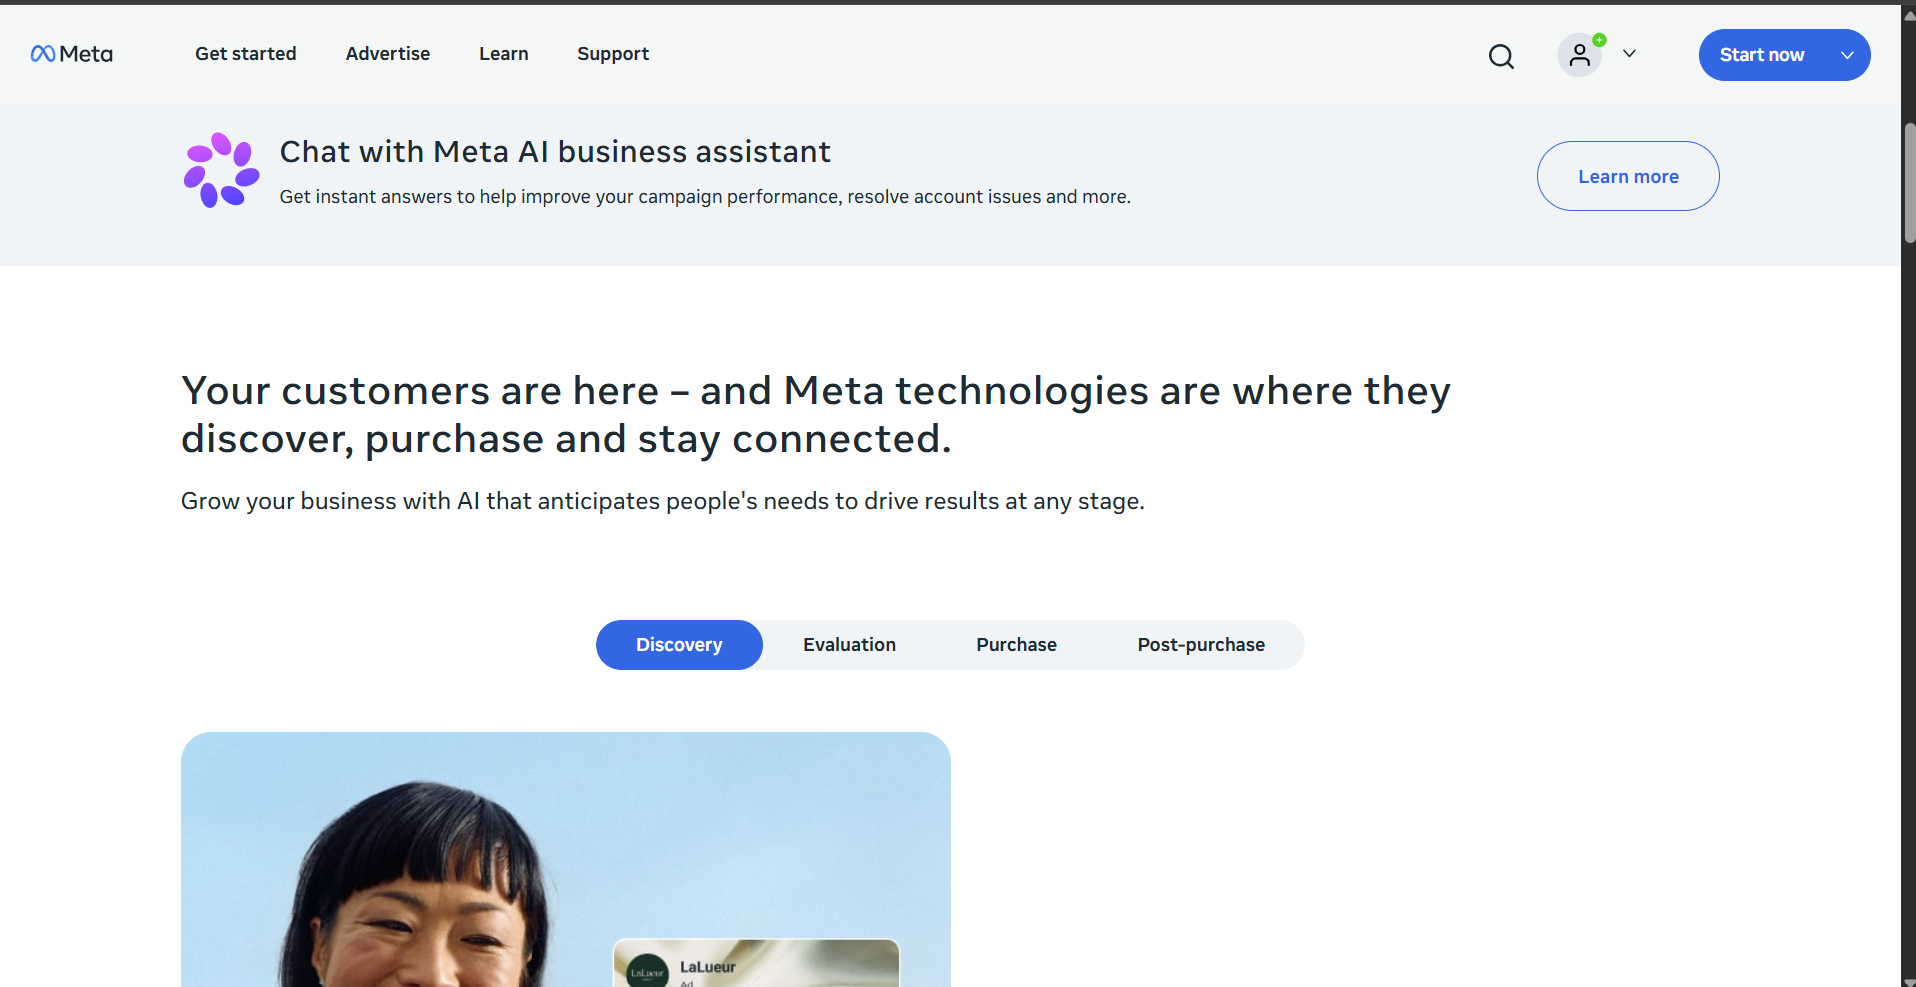 Meta
Get started
Advertise
Learn
Support
Start now
Chat with Meta AI business assistant
Get instant answers to help improve your campaign performance, resolve account issues and more.
Learn more
Your customers are here – and Meta technologies are where they
discover, purchase and stay connected.
Grow your business with AI that anticipates people's needs to drive results at any stage.
Discovery
Evaluation
Purchase
Post-purchase
LaLueur
LaLueur
Ad